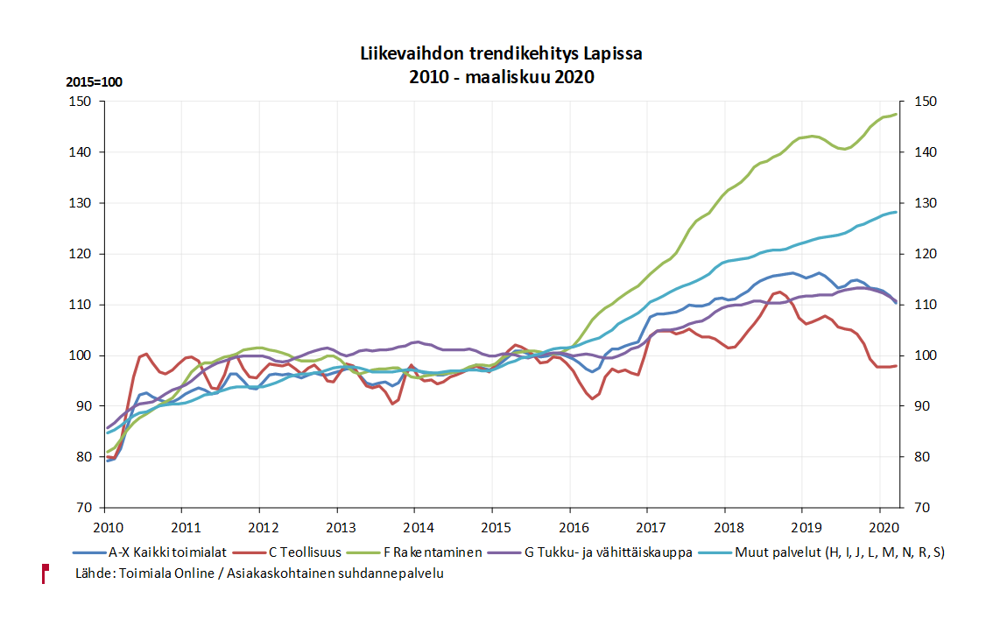 Liikevaihdon trendikehitys Lapissa
2010 - maaliskuu 2020
2015=100
150 150
140 140
130 130
120 120
110 110
100 100
90 90
80 80
70 70
2010 2011 2012 2013 2014 2015 2016 2017 2018 2019 2020
A-X Kaikki toimialat C Teollisuus F Rakentaminen G Tukku- ja vähittäiskauppa Muut palvelut (H, I, J, L, M, N, R, S)
Lähde: Toimiala Online / Asiakaskohtainen suhdannepalvelu